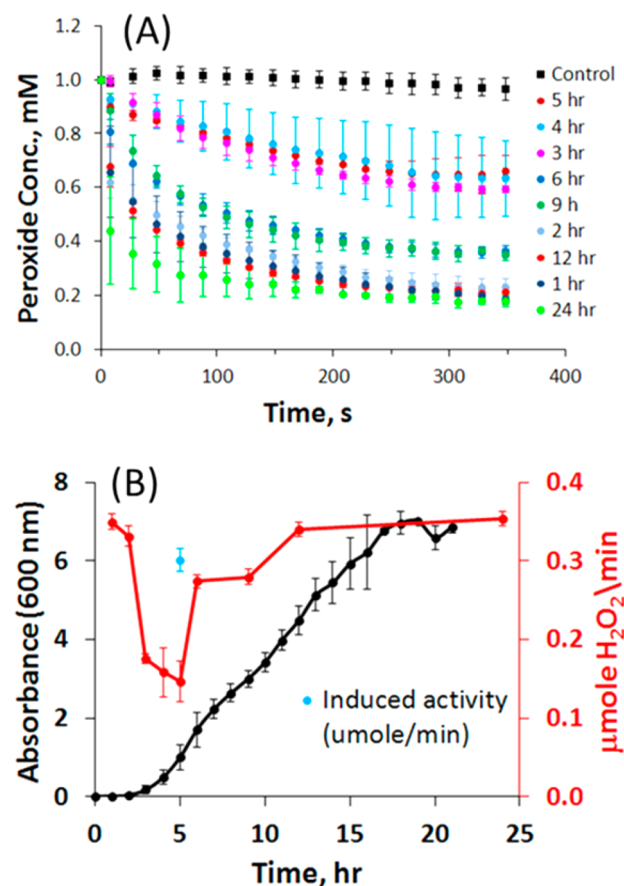 (A)
Peroxide Conc., mM
1.2
1.0
0.8
0.6
0.4
0.2
0.0
0
100
200
300
400
Time, s
Control
5 hr
4 hr
3 hr
6 hr
9 h
2 hr
12 hr
1 hr
24 hr
(B)
Absorbance (600 nm)
8
6
4
2
0
0.4
0.3
0.2
0.1
0.0
µmole H₂O₂\min
Induced activity
(umole/min)
0
5
10
15
20
25
Time, hr